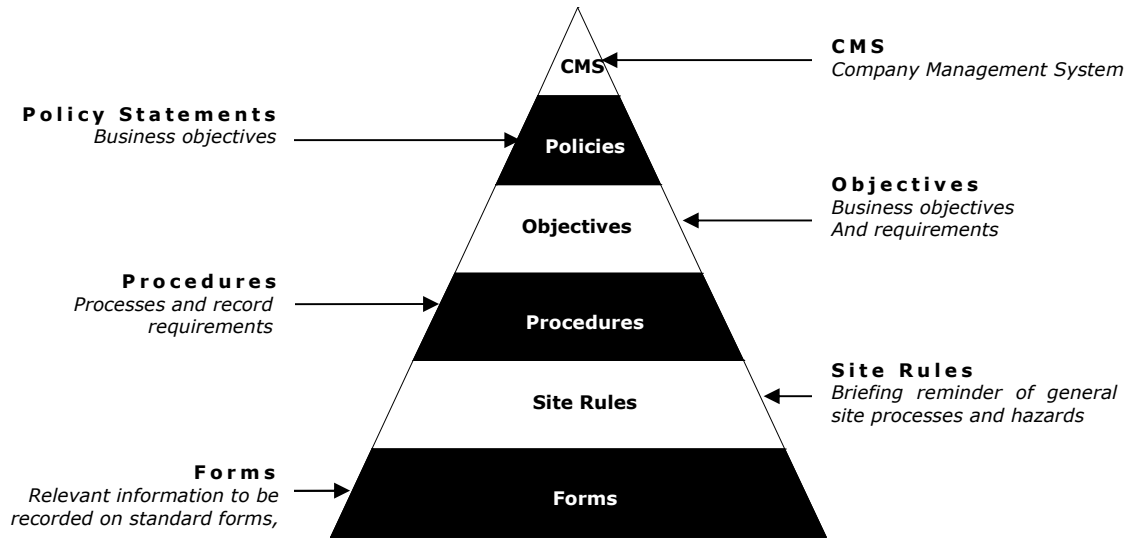 CMS
Company Management System
CMS
Policy Statements
Business objectives
Policies
Objectives
Business objectives
And requirements
Objectives
Procedures
Processes and record
requirements
Procedures
Site Rules
Briefing reminder of general
site processes and hazards
Site Rules
Forms
Relevant information to be
recorded on standard forms,
Forms